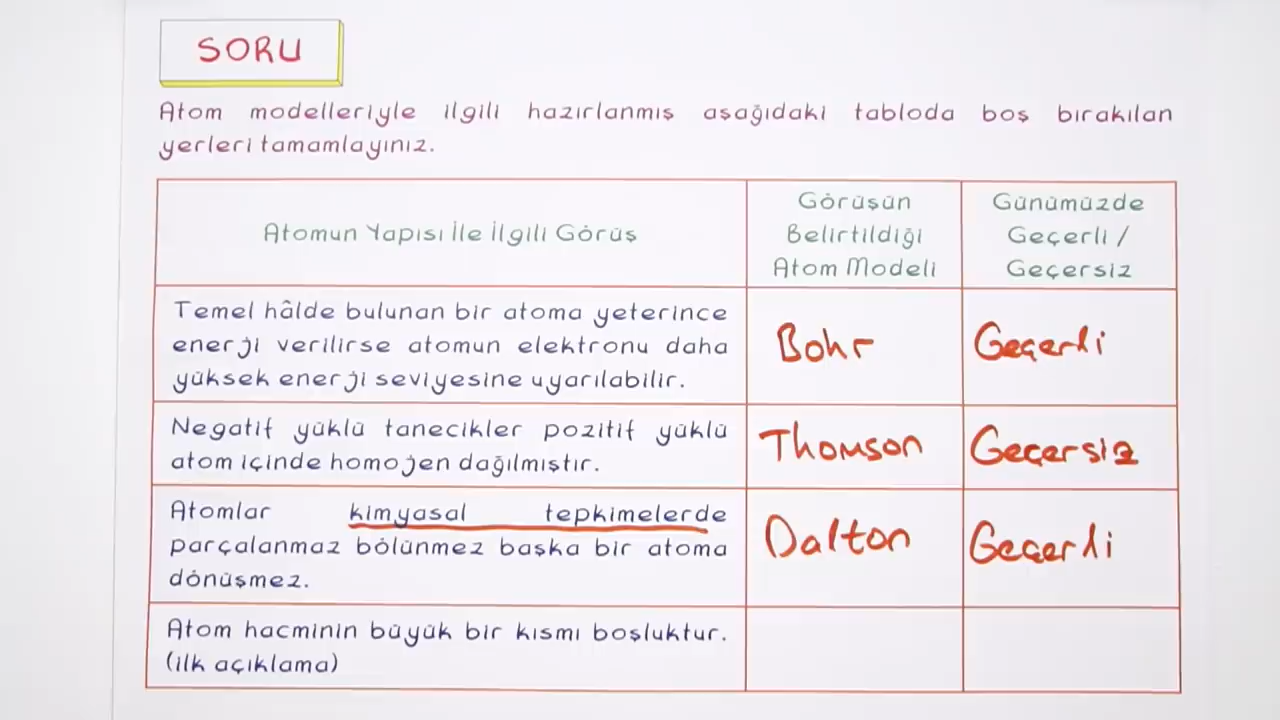 SORU
Atom modelleriyle ilgili hazırlanmış aşağıdaki tabloda boş bırakılan
yerleri tamamlayınız.
Atomun Yapısı İle İlgili Görüş
Görüşün
Belirtildiği
Atom Modeli
Günümüzde
Geçerli /
Geçersiz
Temel hâlde bulunan bir atoma yeterince
enerji verilirse atomun elektronu daha
yüksek enerji seviyesine uyarılabilir.
Bohr
Geçerli
Negatif yüklü tanecikler pozitif yüklü
atom içinde homojen dağılmıştır.
Thomson
Geçersiz
Atomlar kimyasal tepkimelerde
parçalanmaz bölünmez başka bir atoma
dönüşmez.
Dalton
Geçerli
Atom hacminin büyük bir kısmı boşluktur.
(ilk açıklama)